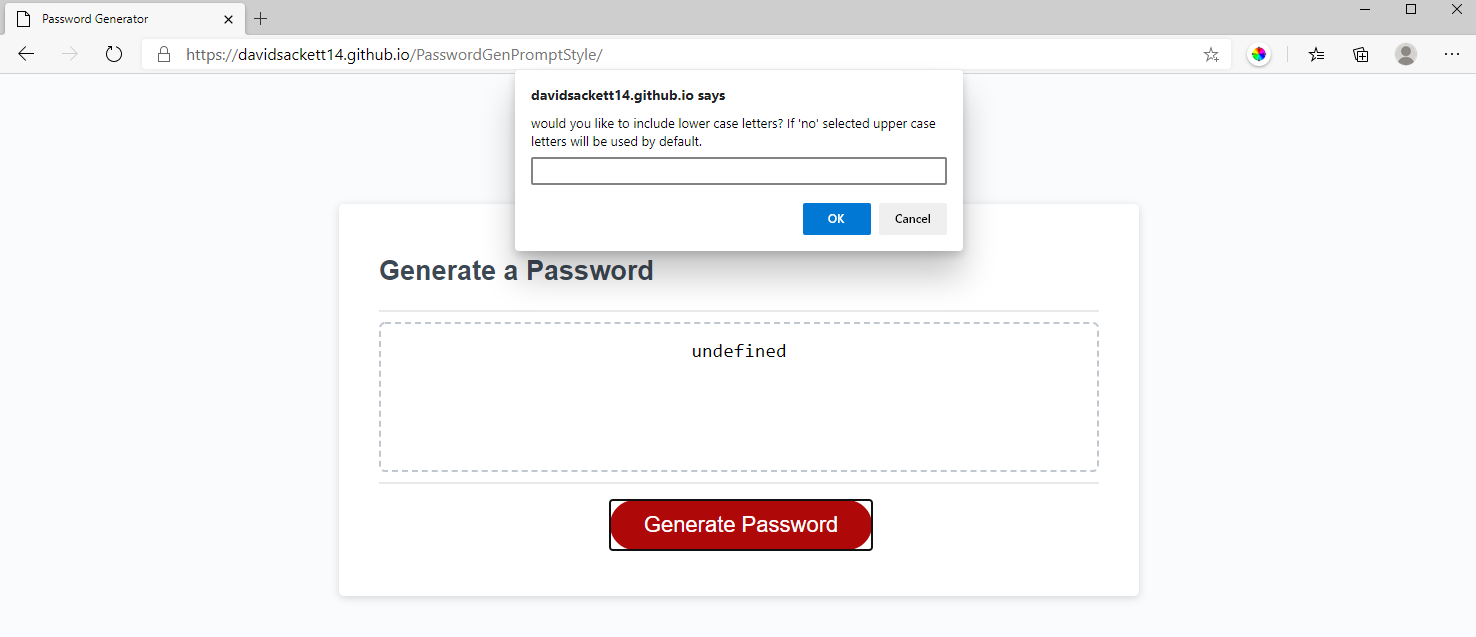 Password Generator
https://davidsackett14.github.io/PasswordGenPromptStyle/
davidsackett14.github.io says
would you like to include lower case letters? If 'no' selected upper case
letters will be used by default.
OK
Cancel
Generate a Password
undefined
Generate Password